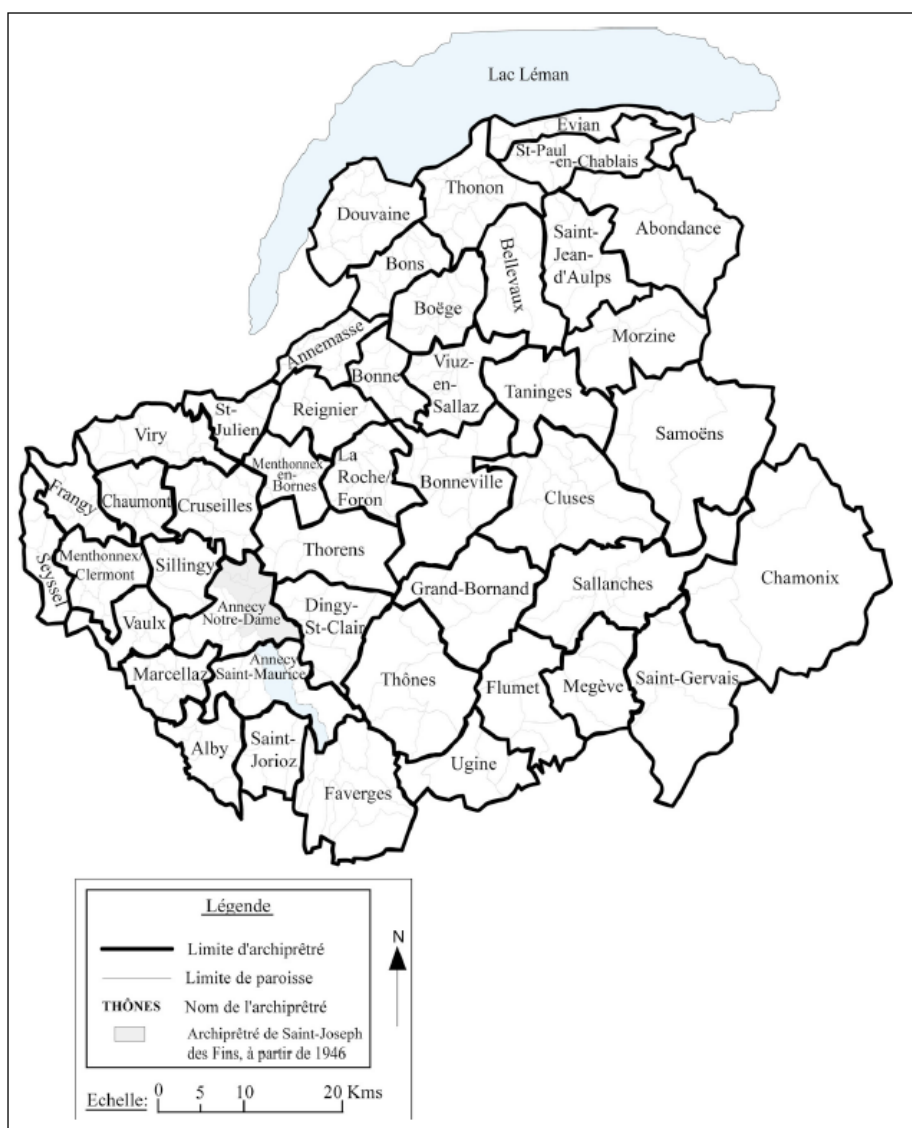 Lac Léman
Evian
St-Paul
-en-Chablais
Thonon
Douvaine
Abondance
Saint-
Jean-
d'Aulps
Bellevaux
Bons
Boëge
Morzine
Annemasse
Bonne
Viuz-
en-
Sallaz
Taninges
St-
Julien
Reignier
Viry
Samoëns
Menthonnex
en-
Bornes
La
Roche/
Foron
Bonneville
Cluses
Frangy
Chaumont
Cruseilles
Thorens
Seyssel
Menthonnex/
Clermont
Sillingy
Grand-Bornand
Sallanches
Chamonix
Annecy
Notre-Dame
Dingy-
St-Clair
Vaulx
Marcellaz
Annecy
Saint-Maurice
Thônes
Flumet
Megève
Saint-Gervais
Alby
Saint-
Jorioz
Ugine
Faverges
Légende
Limite d'archiprêtré
Limite de paroisse
THÔNES Nom de l'archiprêtré
Archiprêtré de Saint-Joseph
des Fins, à partir de 1946
N
Echelle: 0 5 10 20 Kms